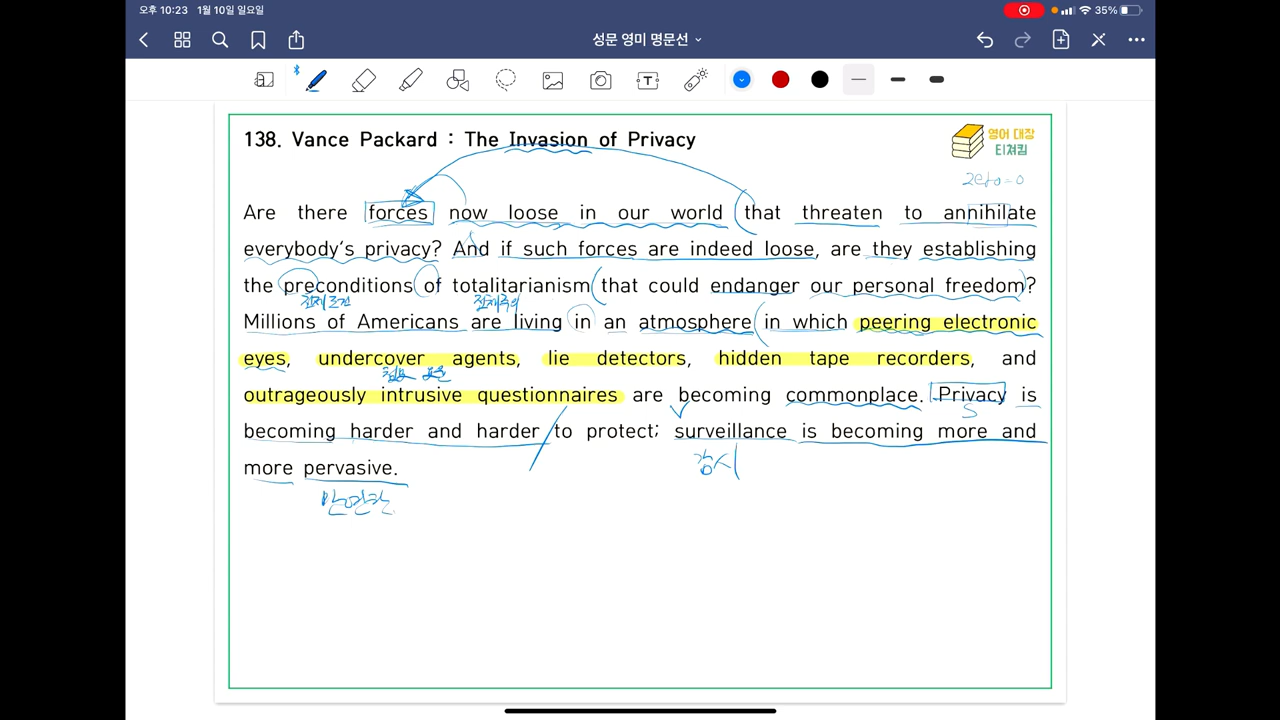 오후 10:23 1월 10일 일요일
35%
성문 영미 명문선
T
138. Vance Packard : The Invasion of Privacy
영어 대장
티쳐킴
zero=0
Are there forces now loose in our world that threaten to annihilate
everybody's privacy? And if such forces are indeed loose, are they establishing
the preconditions of totalitarianism that could endanger our personal freedom?
전제조건 전체주의
Millions of Americans are living in an atmosphere in which peering electronic
eyes, undercover agents, lie detectors, hidden tape recorders, and
outrageously intrusive questionnaires are becoming commonplace. Privacy is
S
becoming harder and harder to protect; surveillance is becoming more and
감시
more pervasive.
만연한